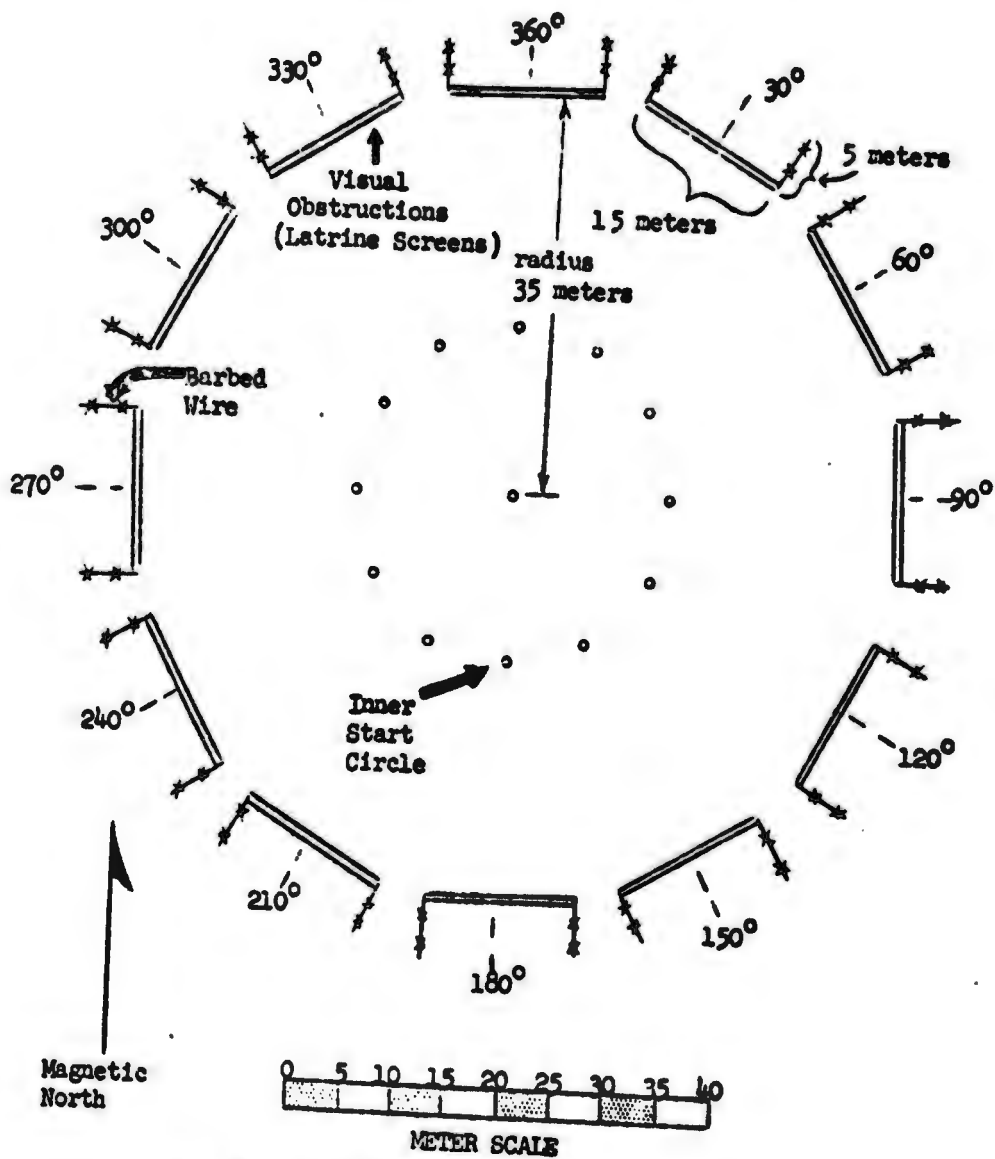 360°
330°
30°
5 meters
Visual
Obstructions
(Latrine Screens)
15 meters
300°
60°
radius
35 meters
Barbed
Wire
270°
90°
Inner
Start
Circle
240°
120°
210°
150°
180°
Magnetic
North
0 5 10 15 20 25 30 35 40
METER SCALE